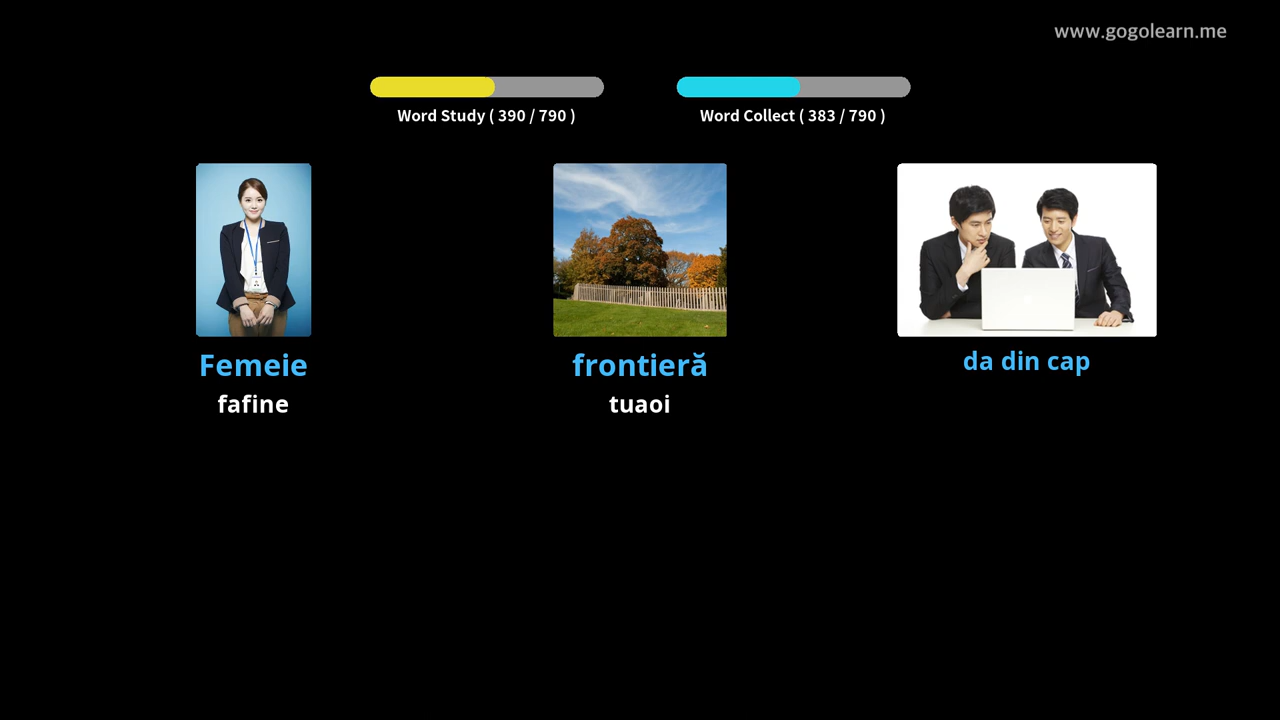 www.gogolearn.me
Word Study ( 390 / 790 )
Word Collect ( 383 / 790 )
Femeie
fafine
frontieră
tuaoi
da din cap